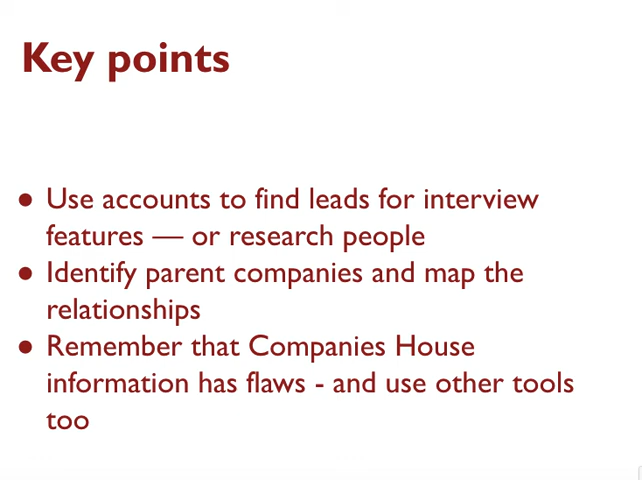 Key points
● Use accounts to find leads for interview
features — or research people
● Identify parent companies and map the
relationships
● Remember that Companies House
information has flaws - and use other tools
too